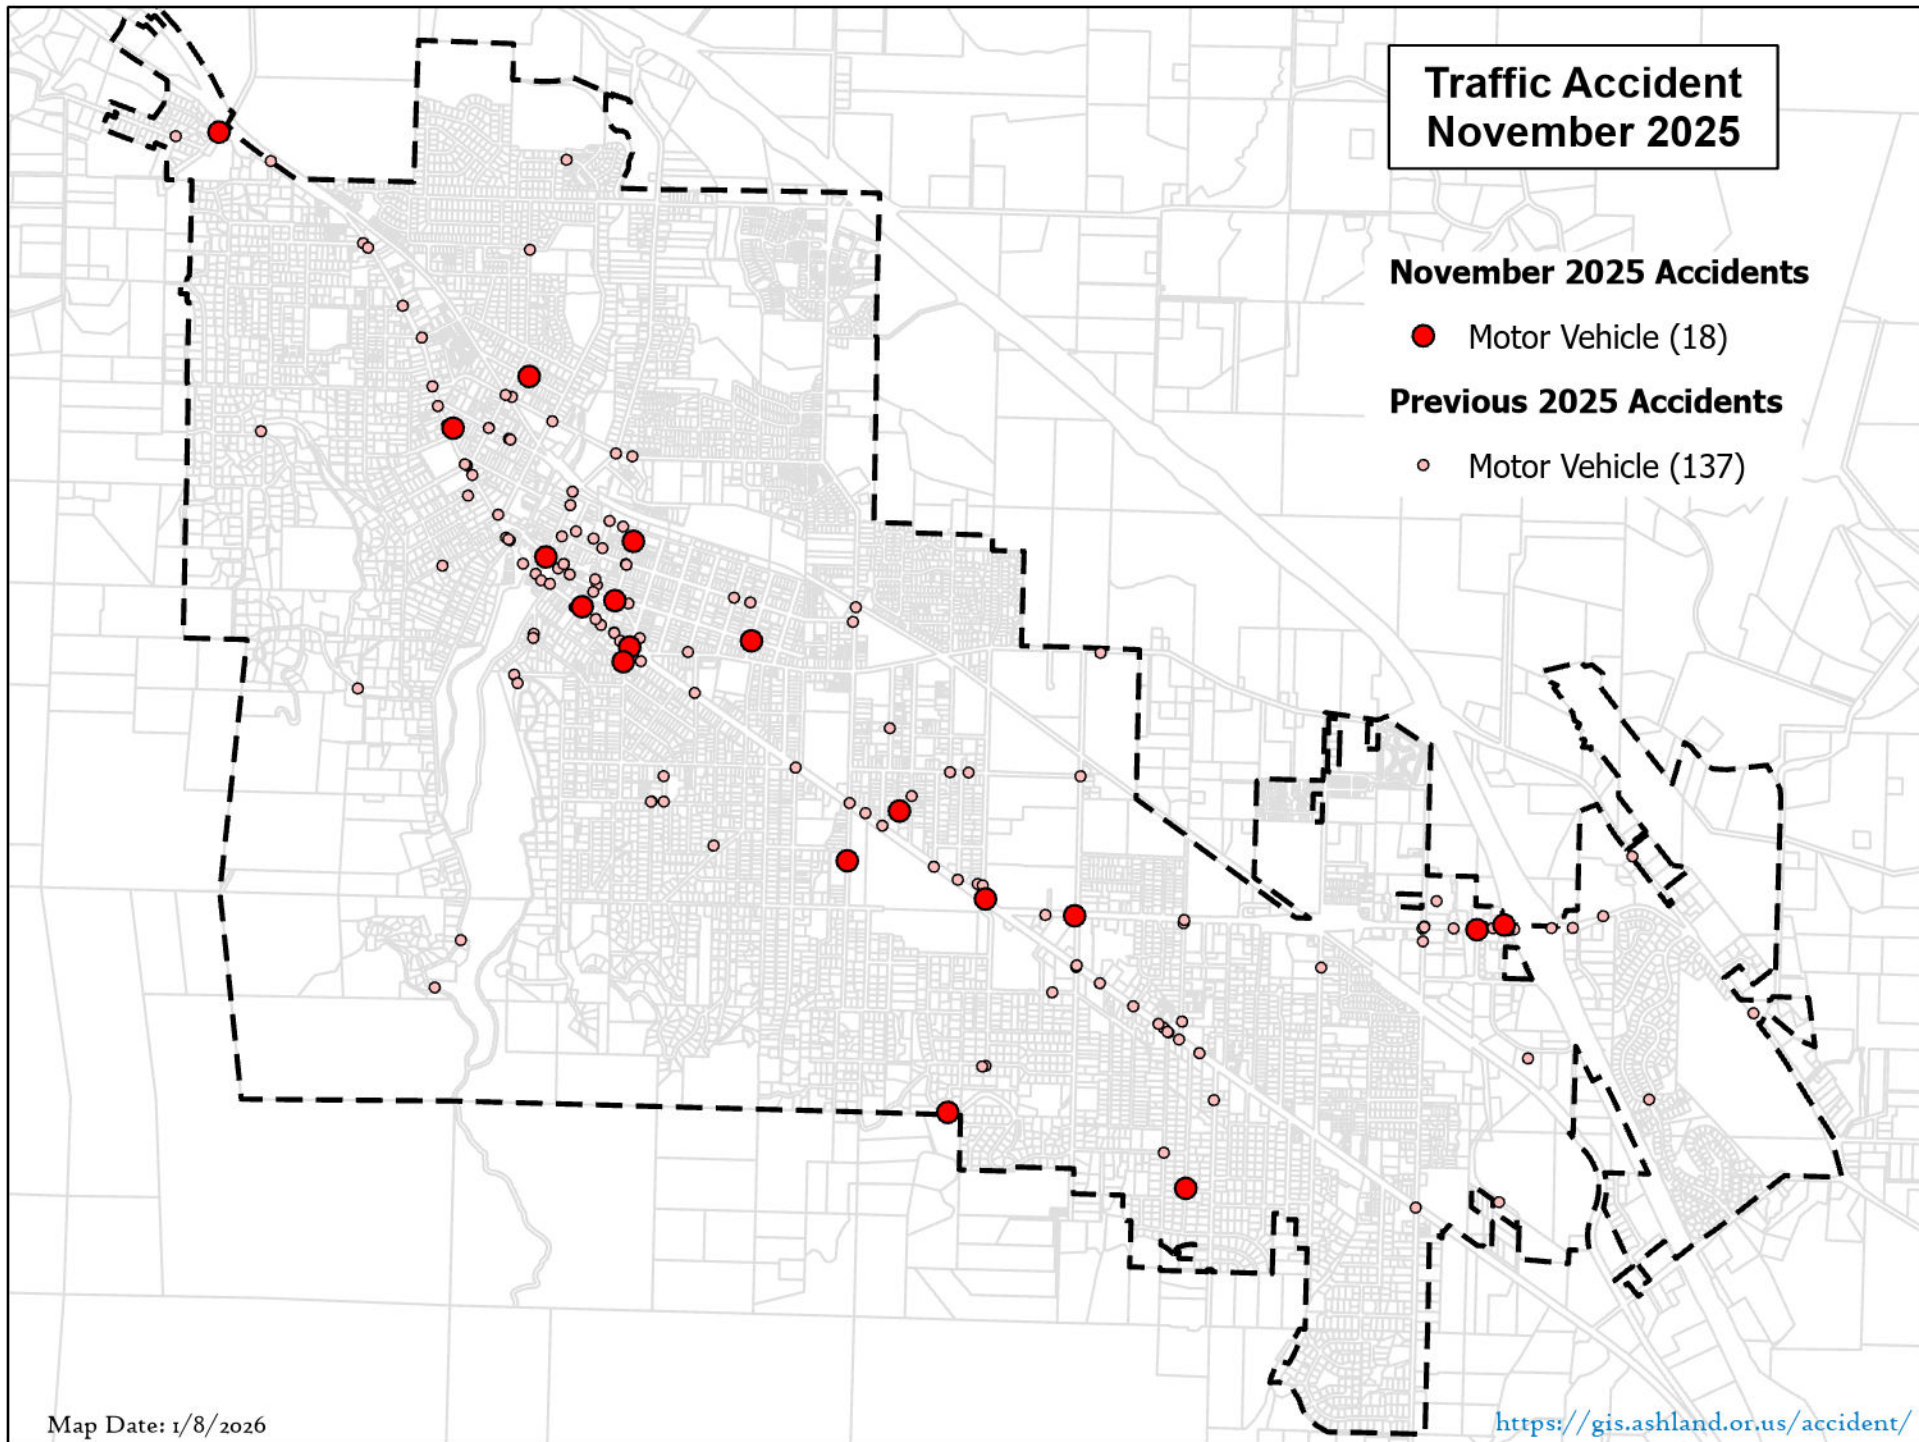 Traffic Accident
November 2025
November 2025 Accidents
Motor Vehicle (18)
Previous 2025 Accidents
Motor Vehicle (137)
Map Date: 1/8/2026
https://gis.ashland.or.us/accident/